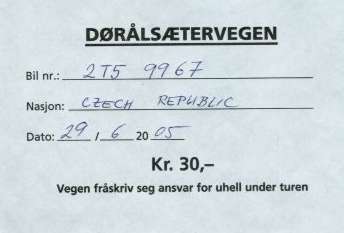 DØRÅLSÆTERVEGEN
Bil nr.: 2T5 9967
Nasjon: CZECH REPUBLIC
Dato: 29 / 6 20 05
Kr. 30,–
Vegen fråskriv seg ansvar for uhell under turen